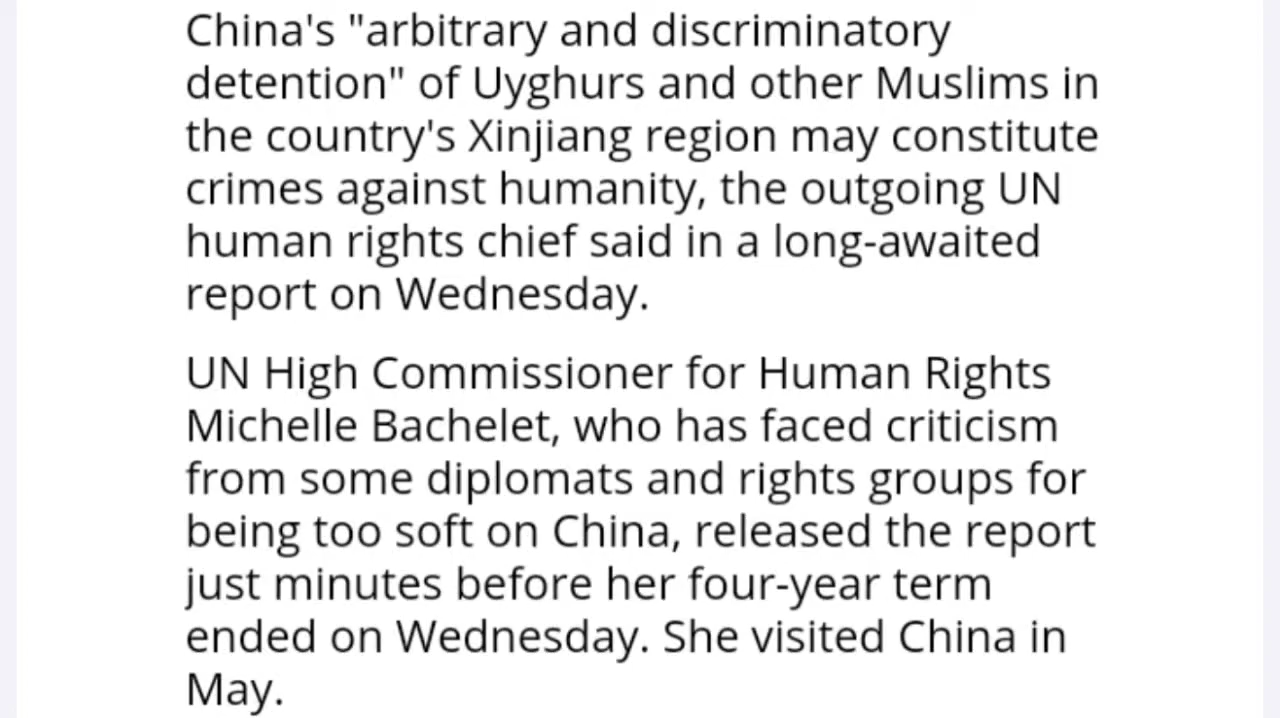 China's "arbitrary and discriminatory
detention" of Uyghurs and other Muslims in
the country's Xinjiang region may constitute
crimes against humanity, the outgoing UN
human rights chief said in a long-awaited
report on Wednesday.
UN High Commissioner for Human Rights
Michelle Bachelet, who has faced criticism
from some diplomats and rights groups for
being too soft on China, released the report
just minutes before her four-year term
ended on Wednesday. She visited China in
May.